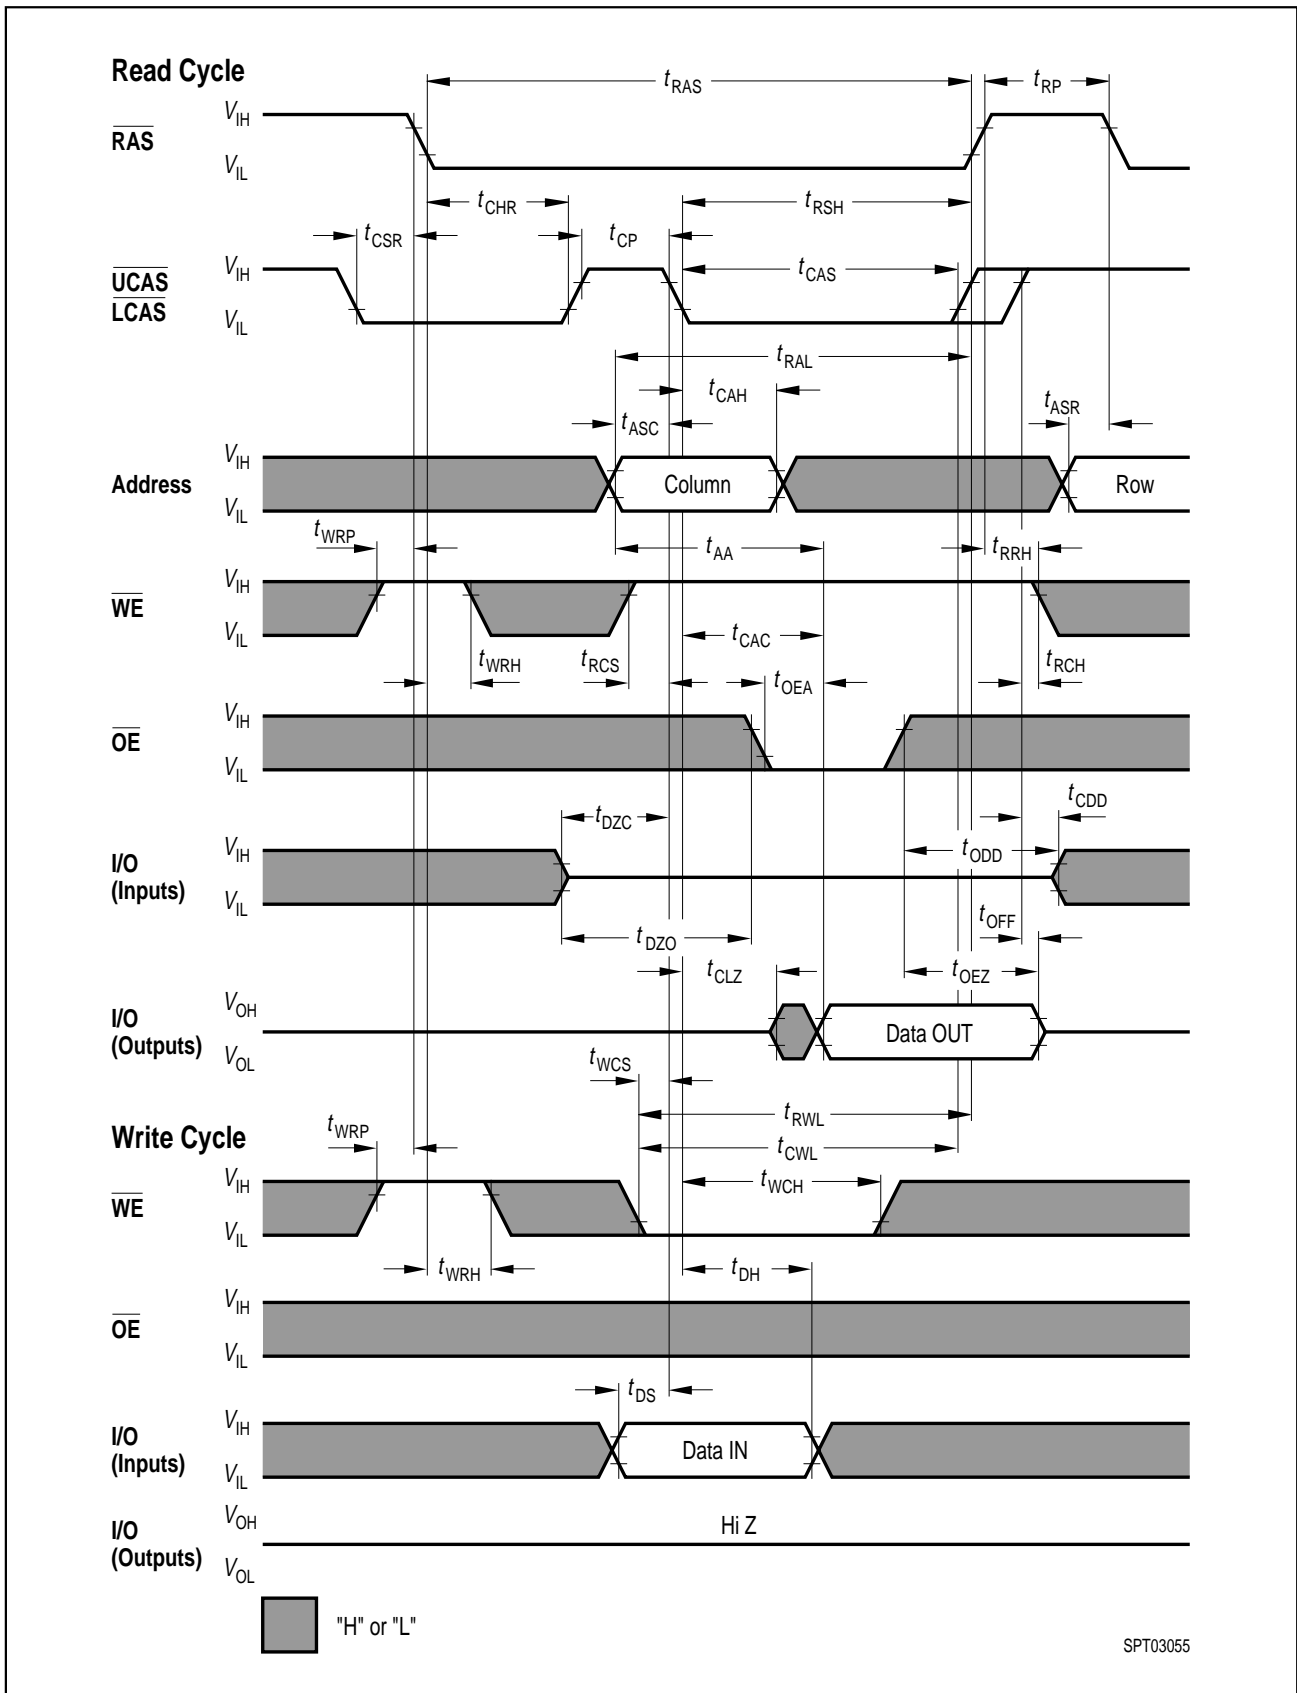 Read Cycle
tRAS
tRP
VIH
RAS
VIL
tCHR
tRSH
tCSR
tCP
VIH
tCAS
UCAS
LCAS
VIL
tRAL
tCAH
tASR
tASC
VIH
Address
Column
Row
VIL
tWRP
tAA
tRRH
VIH
WE
VIL
tCAC
tWRH
tRCS
tRCH
tOEA
VIH
OE
VIL
tCDD
tDZC
VIH
tODD
I/O
(Inputs)
VIL
tOFF
tDZO
tCLZ
tOEZ
VOH
I/O
Data OUT
(Outputs)
VOL
tWCS
tRWL
tWRP
Write Cycle
tCWL
VIH
tWCH
WE
VIL
tWRH
tDH
VIH
OE
VIL
tDS
VIH
I/O
Data IN
(Inputs)
VIL
VOH
Hi Z
I/O
(Outputs)
VOL
"H" or "L"
SPT03055